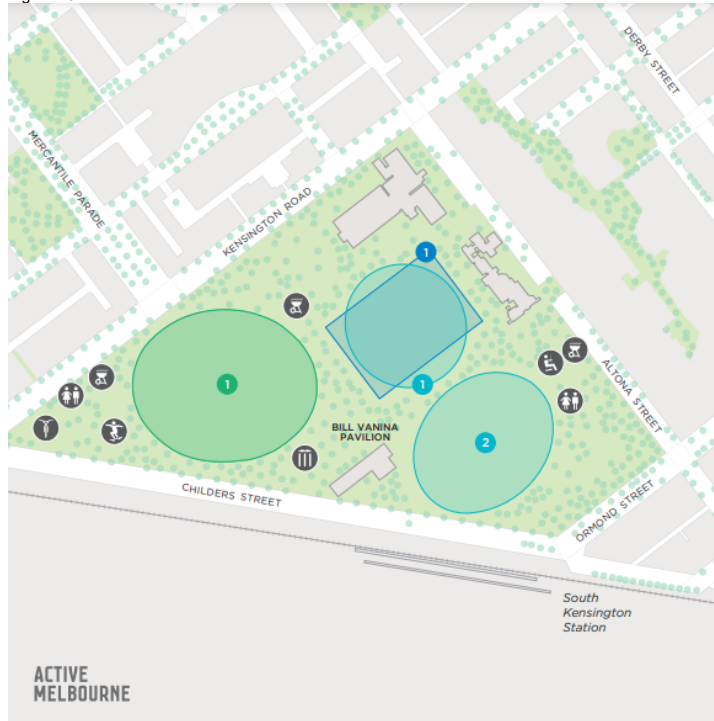 DERBY STREET
MERCANTILE PARADE
KENSINGTON ROAD
1
1
1
ALTONA STREET
BILL VANINA
PAVILION
2
CHILDERS STREET
ORMOND STREET
South
Kensington
Station
ACTIVE
MELBOURNE